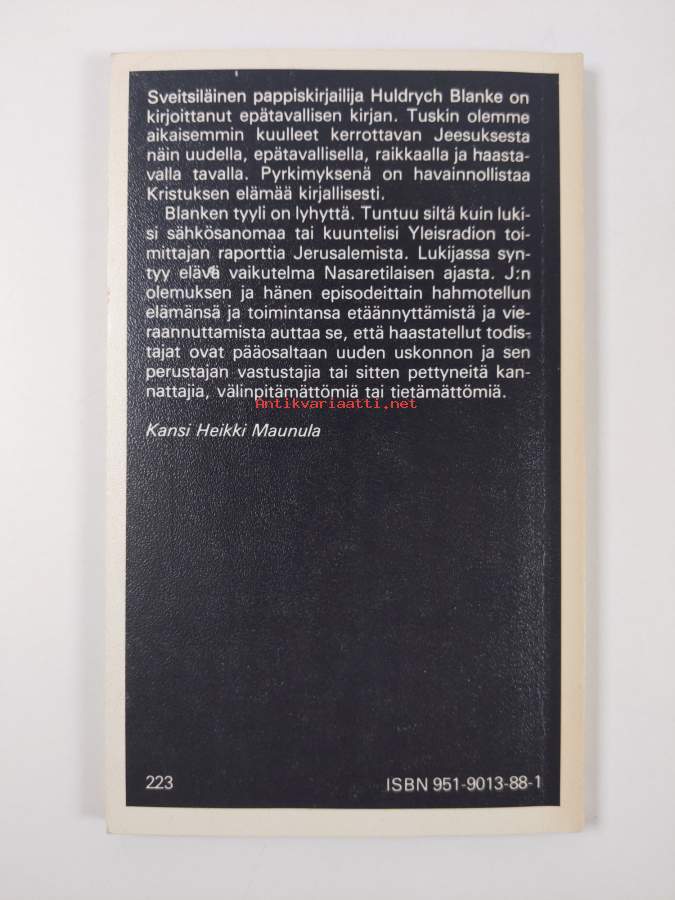 Sveitsiläinen pappiskirjailija Huldrych Blanke on
kirjoittanut epätavallisen kirjan. Tuskin olemme
aikaisemmin kuulleet kerrottavan Jeesuksesta
näin uudella, epätavallisella, raikkaalla ja haasta-
valla tavalla. Pyrkimyksenä on havainnollistaa
Kristuksen elämää kirjallisesti.
Blanken tyyli on lyhyttä. Tuntuu siltä kuin luki-
si sähkösanomaa tai kuuntelisi Yleisradion toi-
mittajan raporttia Jerusalemista. Lukijassa syn-
tyy elävä vaikutelma Nasaretilaisen ajasta. J:n
olemuksen ja hänen episodeittain hahmotellun
elämänsä ja toimintansa etäännyttämistä ja vie-
raannuttamista auttaa se, että haastatellut todis-
tajat ovat pääosaltaan uuden uskonnon ja sen
perustajan vastustajia tai sitten pettyneitä kan-
nattajia, välinpitämättömiä tai tietämättömiä.
Antikvariaatti.net
Kansi Heikki Maunula
223
ISBN 951-9013-88-1